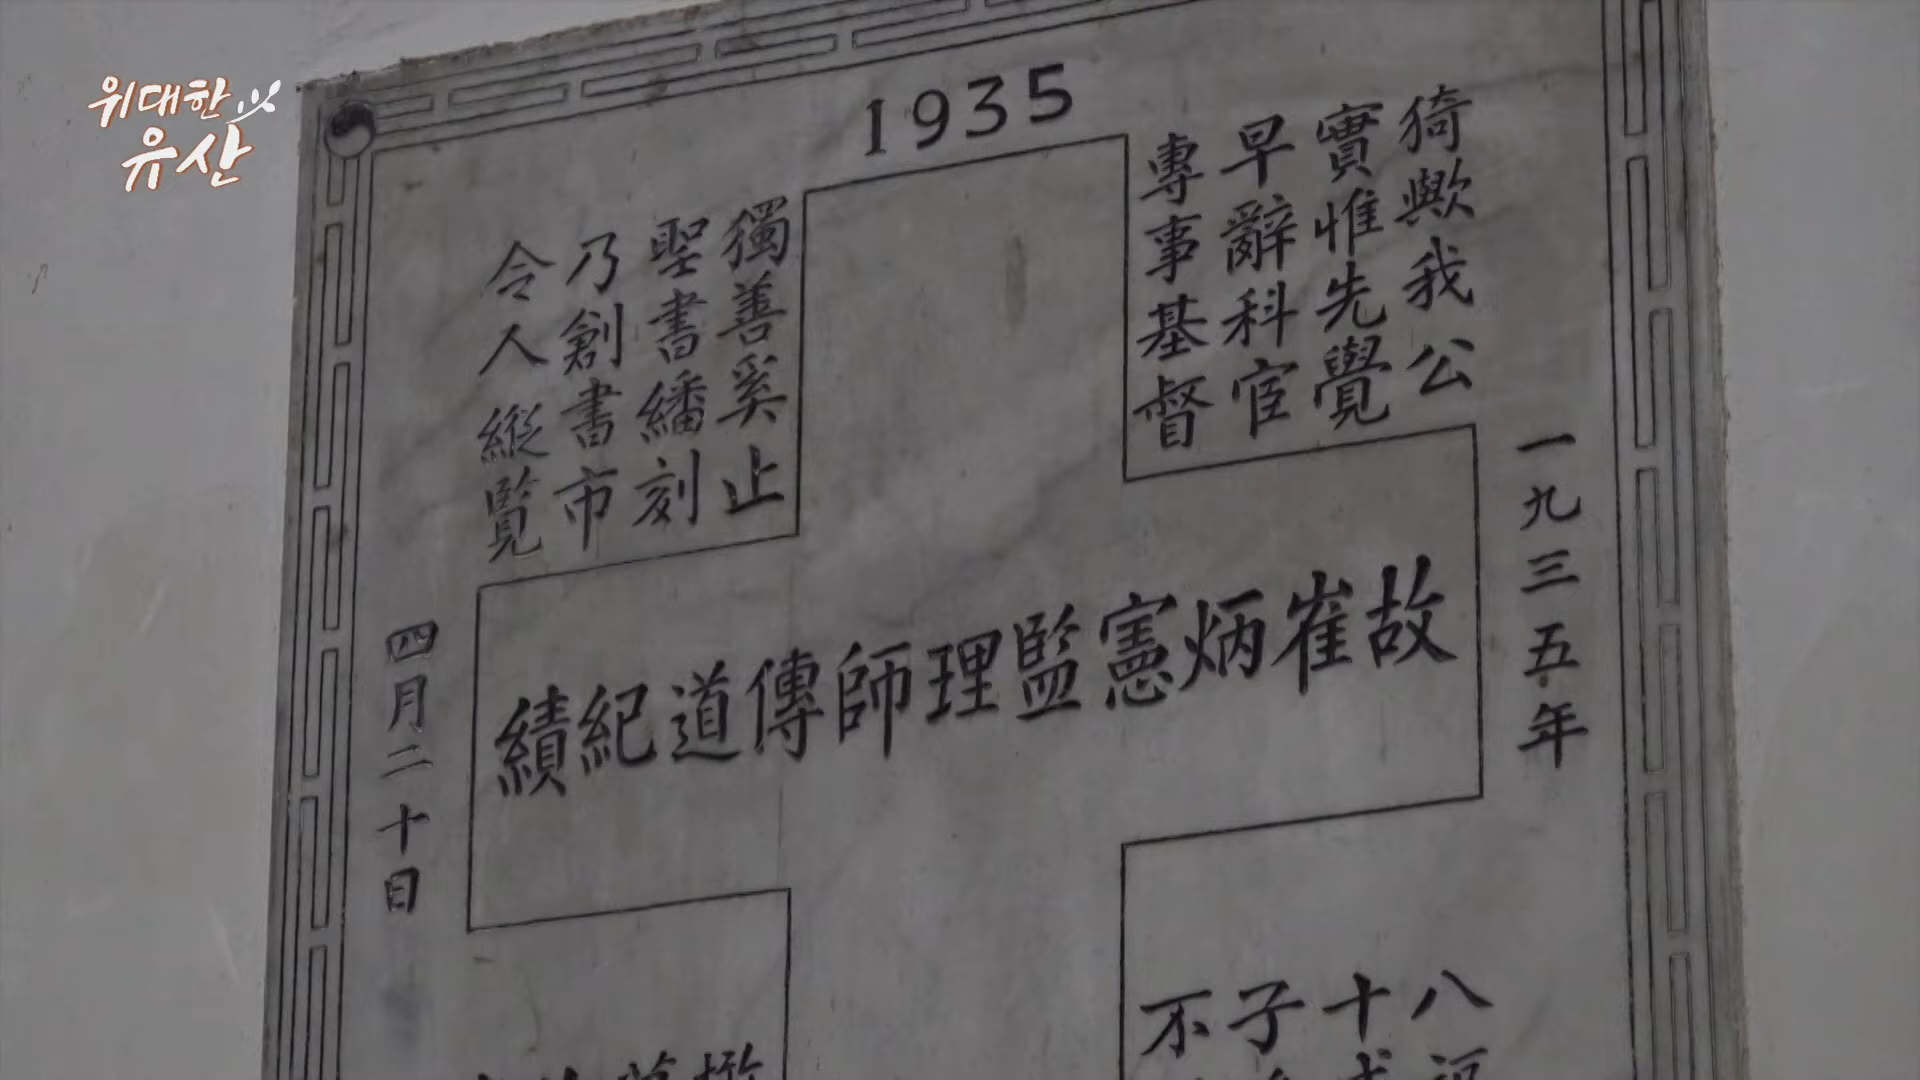 위대한
유산
1935
猗歟我公
實惟先覺
早辭科宦
專事基督
獨善奚止
聖書繙刻
乃創書市
令人縱覽
一九三五年
故崔炳憲監理師傳道紀績
四月二十日
八
十
子
不